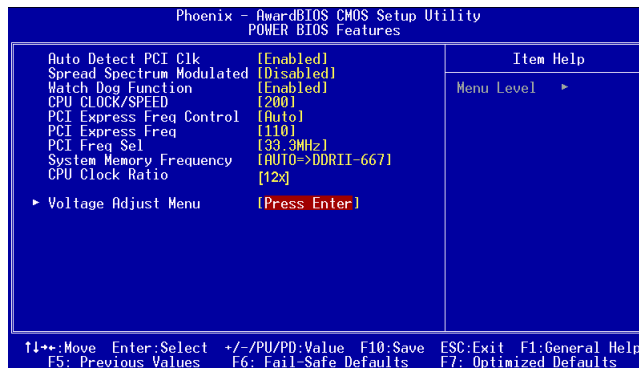 Phoenix - AwardBIOS CMOS Setup Utility
POWER BIOS Features
Auto Detect PCI Clk [Enabled]
Spread Spectrum Modulated [Disabled]
Watch Dog Function [Enabled]
CPU CLOCK/SPEED [200]
PCI Express Freq Control [Auto]
PCI Express Freq [110]
PCI Freq Sel [33.3MHz]
System Memory Frequency [AUTO=>DDRII-667]
CPU Clock Ratio [12x]
► Voltage Adjust Menu [Press Enter]
Item Help
Menu Level ►
↑↓→←:Move Enter:Select +/-/PU/PD:Value F10:Save ESC:Exit F1:General Help
F5: Previous Values F6: Fail-Safe Defaults F7: Optimized Defaults